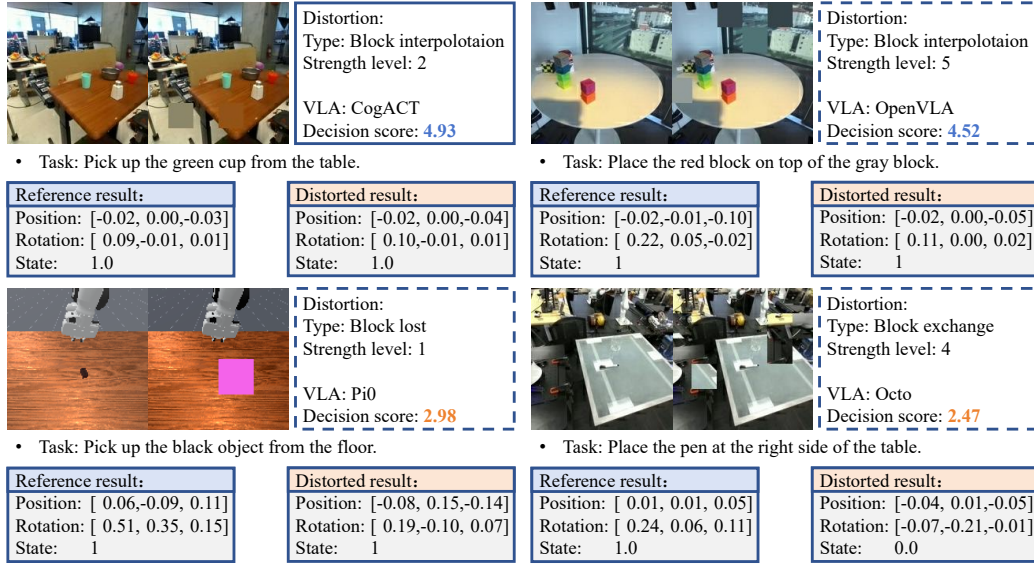 Distortion:
Type: Block interpolotaion
Strength level: 2
VLA: CogACT
Decision score: 4.93
• Task: Pick up the green cup from the table.
Reference result:
Position: [-0.02, 0.00,-0.03]
Rotation: [ 0.09,-0.01, 0.01]
State: 1.0
Distorted result:
Position: [-0.02, 0.00,-0.04]
Rotation: [ 0.10,-0.01, 0.01]
State: 1.0
Distortion:
Type: Block interpolotaion
Strength level: 5
VLA: OpenVLA
Decision score: 4.52
• Task: Place the red block on top of the gray block.
Reference result:
Position: [-0.02,-0.01,-0.10]
Rotation: [ 0.22, 0.05,-0.02]
State: 1
Distorted result:
Position: [-0.02, 0.00,-0.05]
Rotation: [ 0.11, 0.00, 0.02]
State: 1
Distortion:
Type: Block lost
Strength level: 1
VLA: Pi0
Decision score: 2.98
• Task: Pick up the black object from the floor.
Reference result:
Position: [ 0.06,-0.09, 0.11]
Rotation: [ 0.51, 0.35, 0.15]
State: 1
Distorted result:
Position: [-0.08, 0.15,-0.14]
Rotation: [ 0.19,-0.10, 0.07]
State: 1
Distortion:
Type: Block exchange
Strength level: 4
VLA: Octo
Decision score: 2.47
• Task: Place the pen at the right side of the table.
Reference result:
Position: [ 0.01, 0.01, 0.05]
Rotation: [ 0.24, 0.06, 0.11]
State: 1.0
Distorted result:
Position: [-0.04, 0.01,-0.05]
Rotation: [-0.07,-0.21,-0.01]
State: 0.0